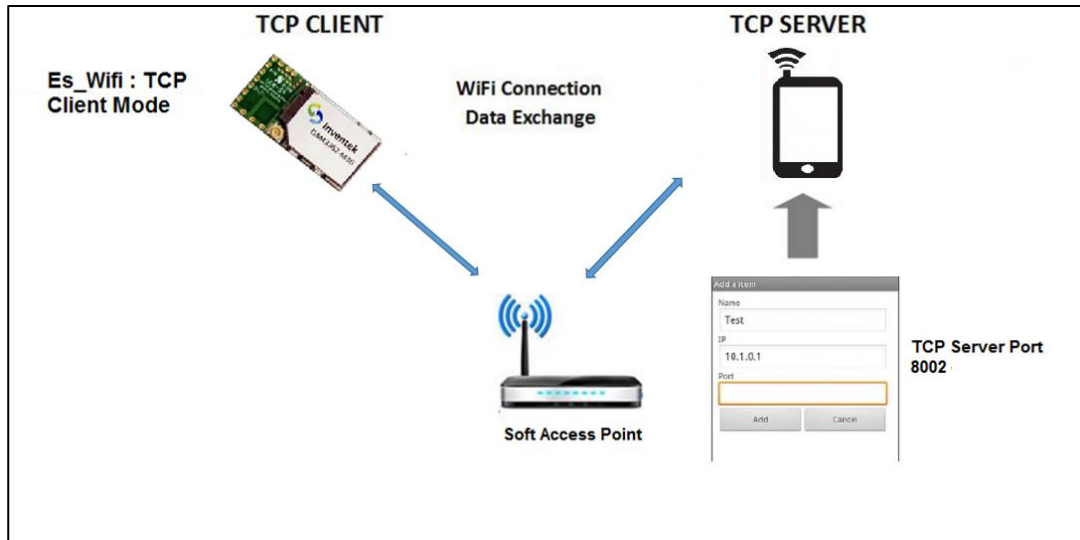 TCP CLIENT
TCP SERVER
Es_Wifi : TCP
Client Mode
WiFi Connection
Data Exchange
Inventek
Add a item
Name
Test
IP
10.1.0.1
Port
Add
Cancel
TCP Server Port
8002
Soft Access Point